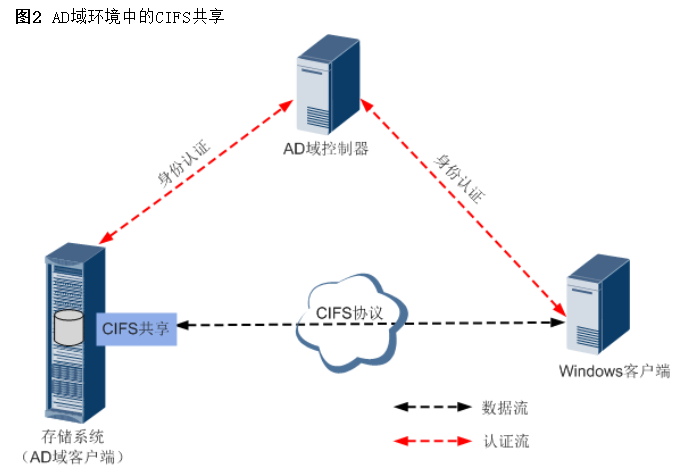 图2 AD域环境中的CIFS共享
AD域控制器
身份认证
身份认证
CIFS协议
CIFS共享
Windows客户端
存储系统
（AD域客户端）
数据流
认证流